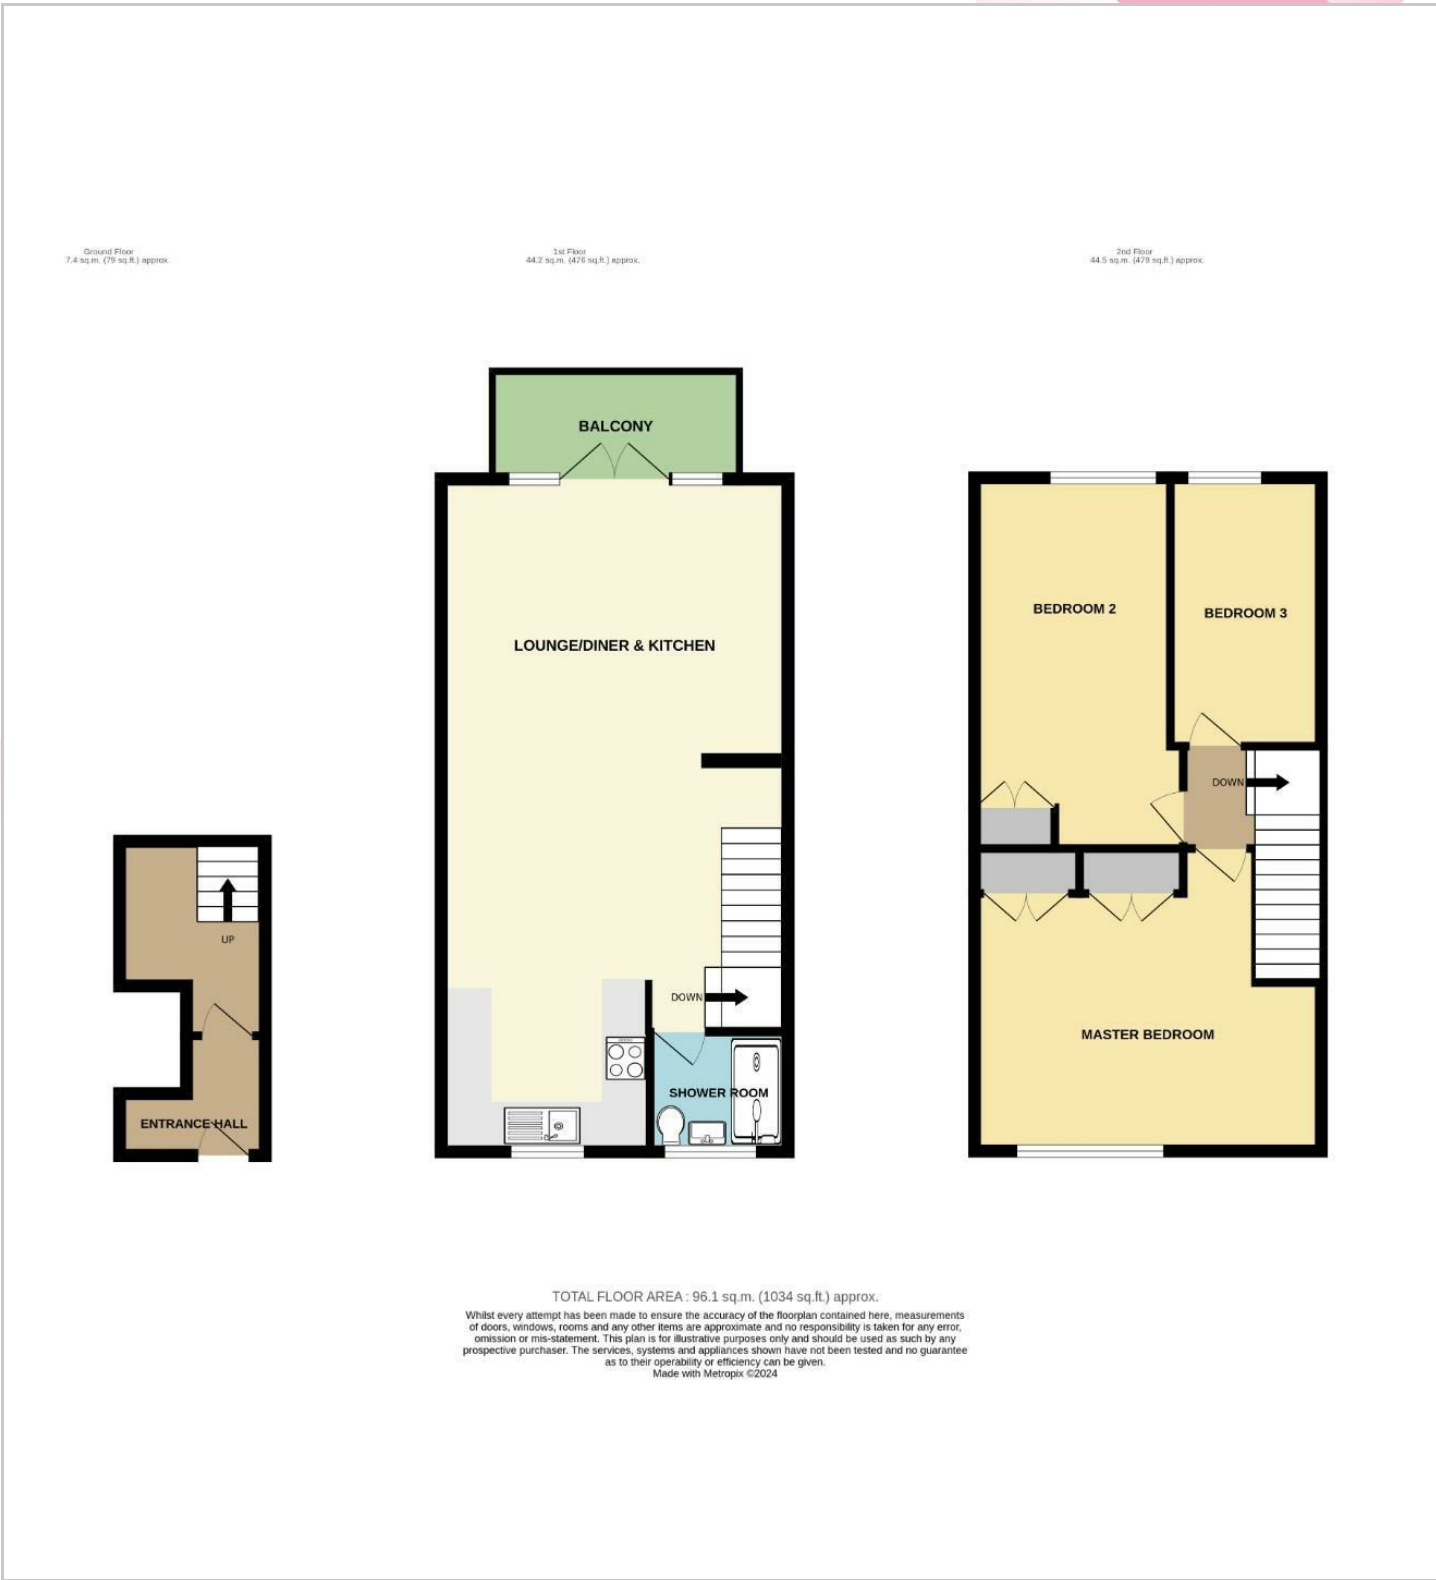 Ground Floor
7.4 sq.m. (79 sq.ft.) approx.
1st Floor
44.2 sq.m. (476 sq.ft.) approx.
2nd Floor
44.5 sq.m. (479 sq.ft.) approx.
BALCONY
LOUNGE/DINER & KITCHEN
BEDROOM 2
BEDROOM 3
DOWN
UP
DOWN
MASTER BEDROOM
SHOWER ROOM
ENTRANCE HALL
TOTAL FLOOR AREA : 96.1 sq.m. (1034 sq.ft.) approx.
Whilst every attempt has been made to ensure the accuracy of the floorplan contained here, measurements
of doors, windows, rooms and any other items are approximate and no responsibility is taken for any error,
omission or mis-statement. This plan is for illustrative purposes only and should be used as such by any
prospective purchaser. The services, systems and appliances shown have not been tested and no guarantee
as to their operability or efficiency can be given.
Made with Metropix ©2024